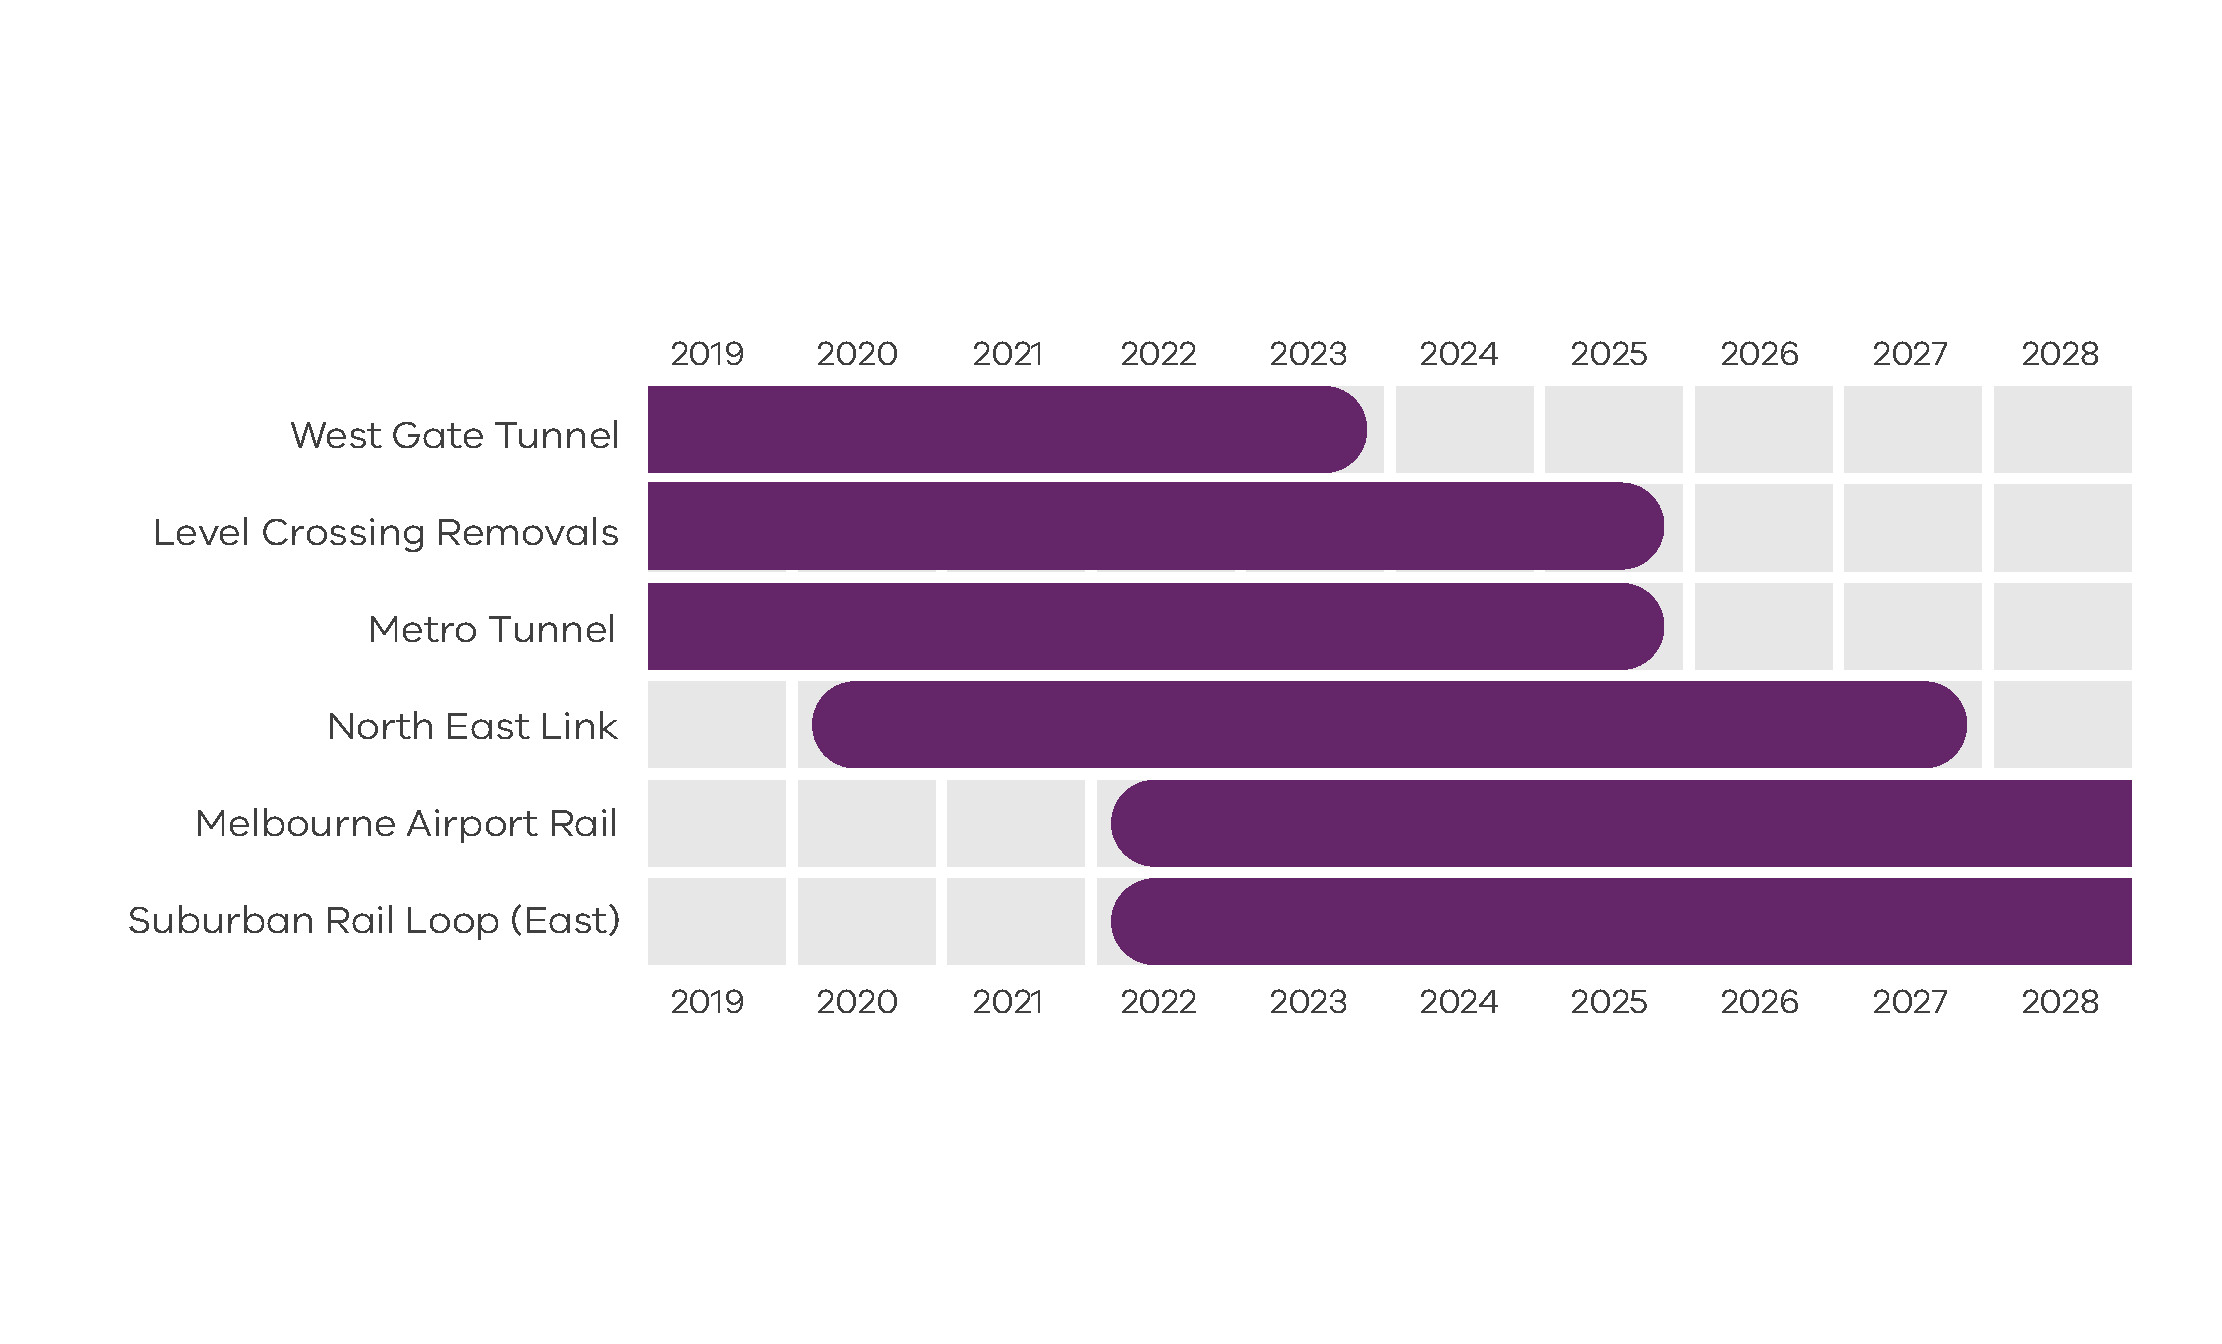 2019 2020 2021 2022 2023 2024 2025 2026 2027 2028
West Gate Tunnel
Level Crossing Removals
Metro Tunnel
North East Link
Melbourne Airport Rail
Suburban Rail Loop (East)
2019 2020 2021 2022 2023 2024 2025 2026 2027 2028